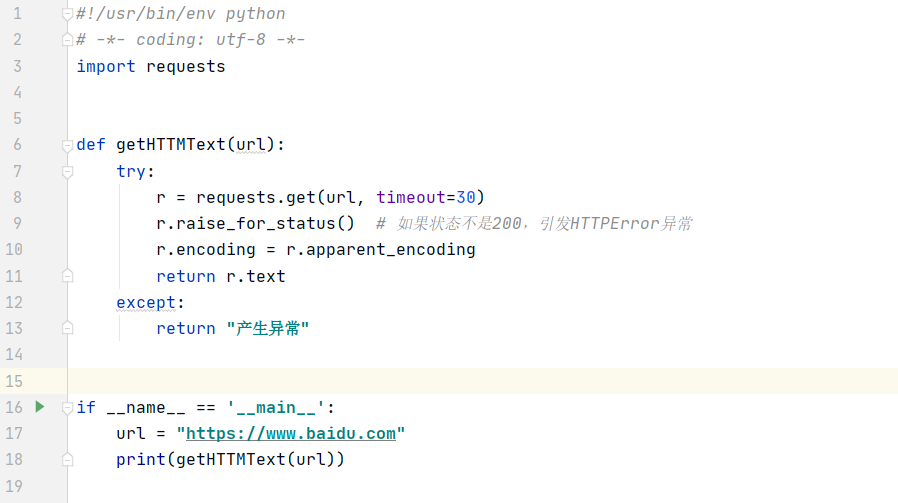 1 #!/usr/bin/env python
2 # -*- coding: utf-8 -*-
3 import requests
4
5
6 def getHTTMText(url):
7     try:
8         r = requests.get(url, timeout=30)
9         r.raise_for_status()  # 如果状态不是200，引发HTTPError异常
10         r.encoding = r.apparent_encoding
11         return r.text
12     except:
13         return "产生异常"
14
15
16 if __name__ == '__main__':
17     url = "https://www.baidu.com"
18     print(getHTTMText(url))
19